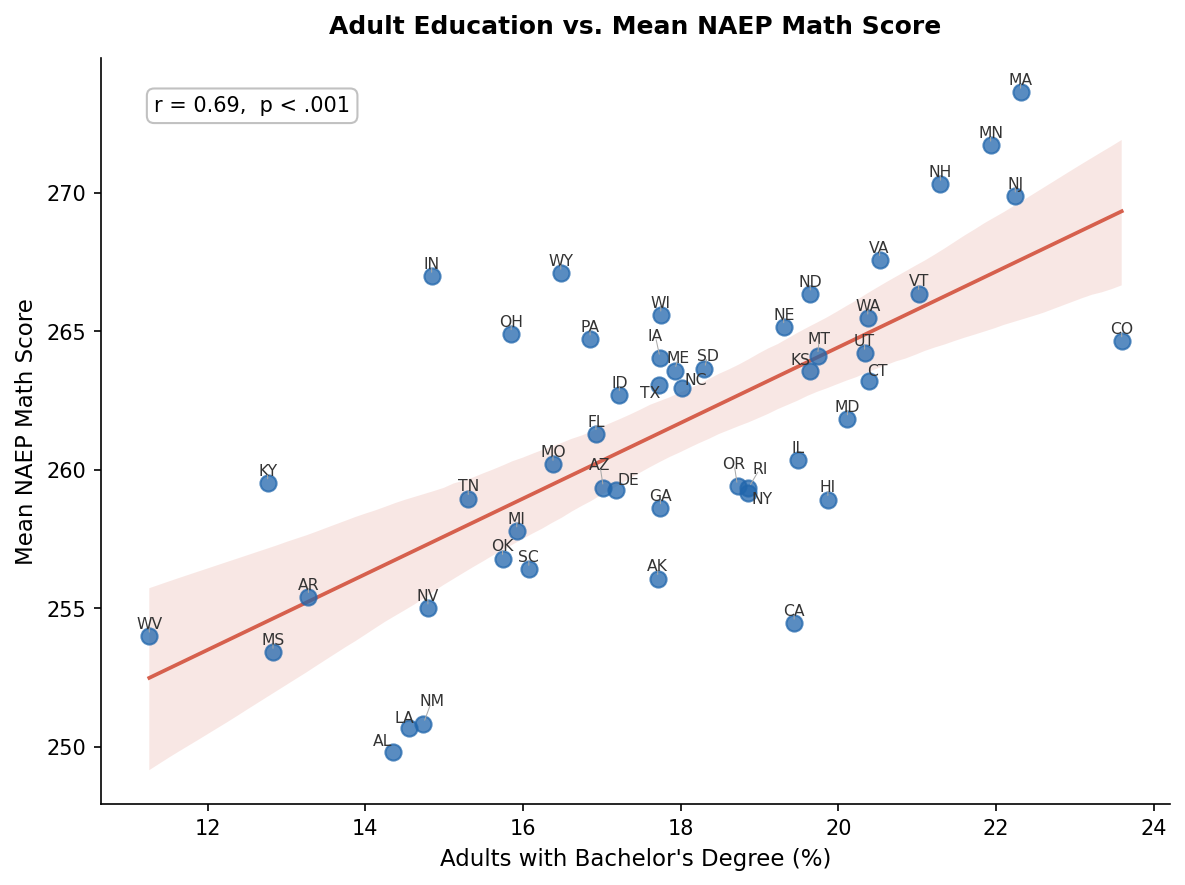 Adult Education vs. Mean NAEP Math Score
r = 0.69,  p < .001
Mean NAEP Math Score
270
265
260
255
250
MA
MN
NH
NJ
VA
IN
WY
ND
VT
WI
NE
WA
OH
PA
CO
IA
MT
UT
ME
SD
KS
CT
TX
NC
ID
MD
FL
MO
IL
KY
AZ
OR
RI
TN
DE
NY
HI
GA
MI
OK
SC
AK
AR
NV
WV
CA
MS
NM
LA
AL
12
14
16
18
20
22
24
Adults with Bachelor's Degree (%)